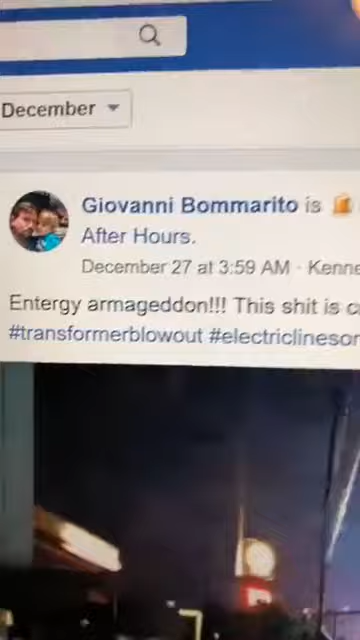 December
Giovanni Bommarito is
After Hours.
December 27 at 3:59 AM · Kenne
Entergy armageddon!!! This shit is c
#transformerblowout #electriclineson